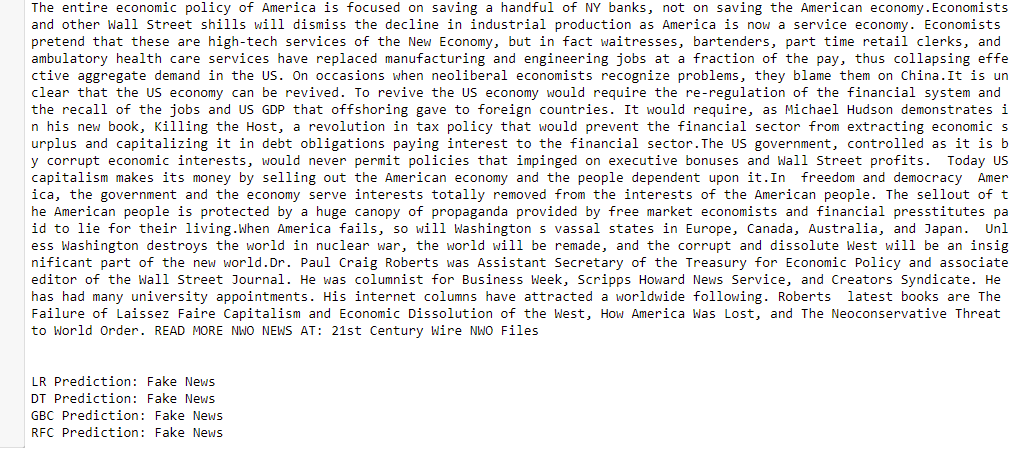 The entire economic policy of America is focused on saving a handful of NY banks, not on saving the American economy.Economists
and other Wall Street shills will dismiss the decline in industrial production as America is now a service economy. Economists
pretend that these are high-tech services of the New Economy, but in fact waitresses, bartenders, part time retail clerks, and
ambulatory health care services have replaced manufacturing and engineering jobs at a fraction of the pay, thus collapsing effe
ctive aggregate demand in the US. On occasions when neoliberal economists recognize problems, they blame them on China.It is un
clear that the US economy can be revived. To revive the US economy would require the re-regulation of the financial system and
the recall of the jobs and US GDP that offshoring gave to foreign countries. It would require, as Michael Hudson demonstrates i
n his new book, Killing the Host, a revolution in tax policy that would prevent the financial sector from extracting economic s
urplus and capitalizing it in debt obligations paying interest to the financial sector.The US government, controlled as it is b
y corrupt economic interests, would never permit policies that impinged on executive bonuses and Wall Street profits.  Today US
capitalism makes its money by selling out the American economy and the people dependent upon it.In  freedom and democracy  Amer
ica, the government and the economy serve interests totally removed from the interests of the American people. The sellout of t
he American people is protected by a huge canopy of propaganda provided by free market economists and financial presstitutes pa
id to lie for their living.When America fails, so will Washington s vassal states in Europe, Canada, Australia, and Japan.  Unl
ess Washington destroys the world in nuclear war, the world will be remade, and the corrupt and dissolute West will be an insig
nificant part of the new world.Dr. Paul Craig Roberts was Assistant Secretary of the Treasury for Economic Policy and associate
editor of the Wall Street Journal. He was columnist for Business Week, Scripps Howard News Service, and Creators Syndicate. He
has had many university appointments. His internet columns have attracted a worldwide following. Roberts  latest books are The
Failure of Laissez Faire Capitalism and Economic Dissolution of the West, How America Was Lost, and The Neoconservative Threat
to World Order. READ MORE NWO NEWS AT: 21st Century Wire NWO Files
LR Prediction: Fake News
DT Prediction: Fake News
GBC Prediction: Fake News
RFC Prediction: Fake News